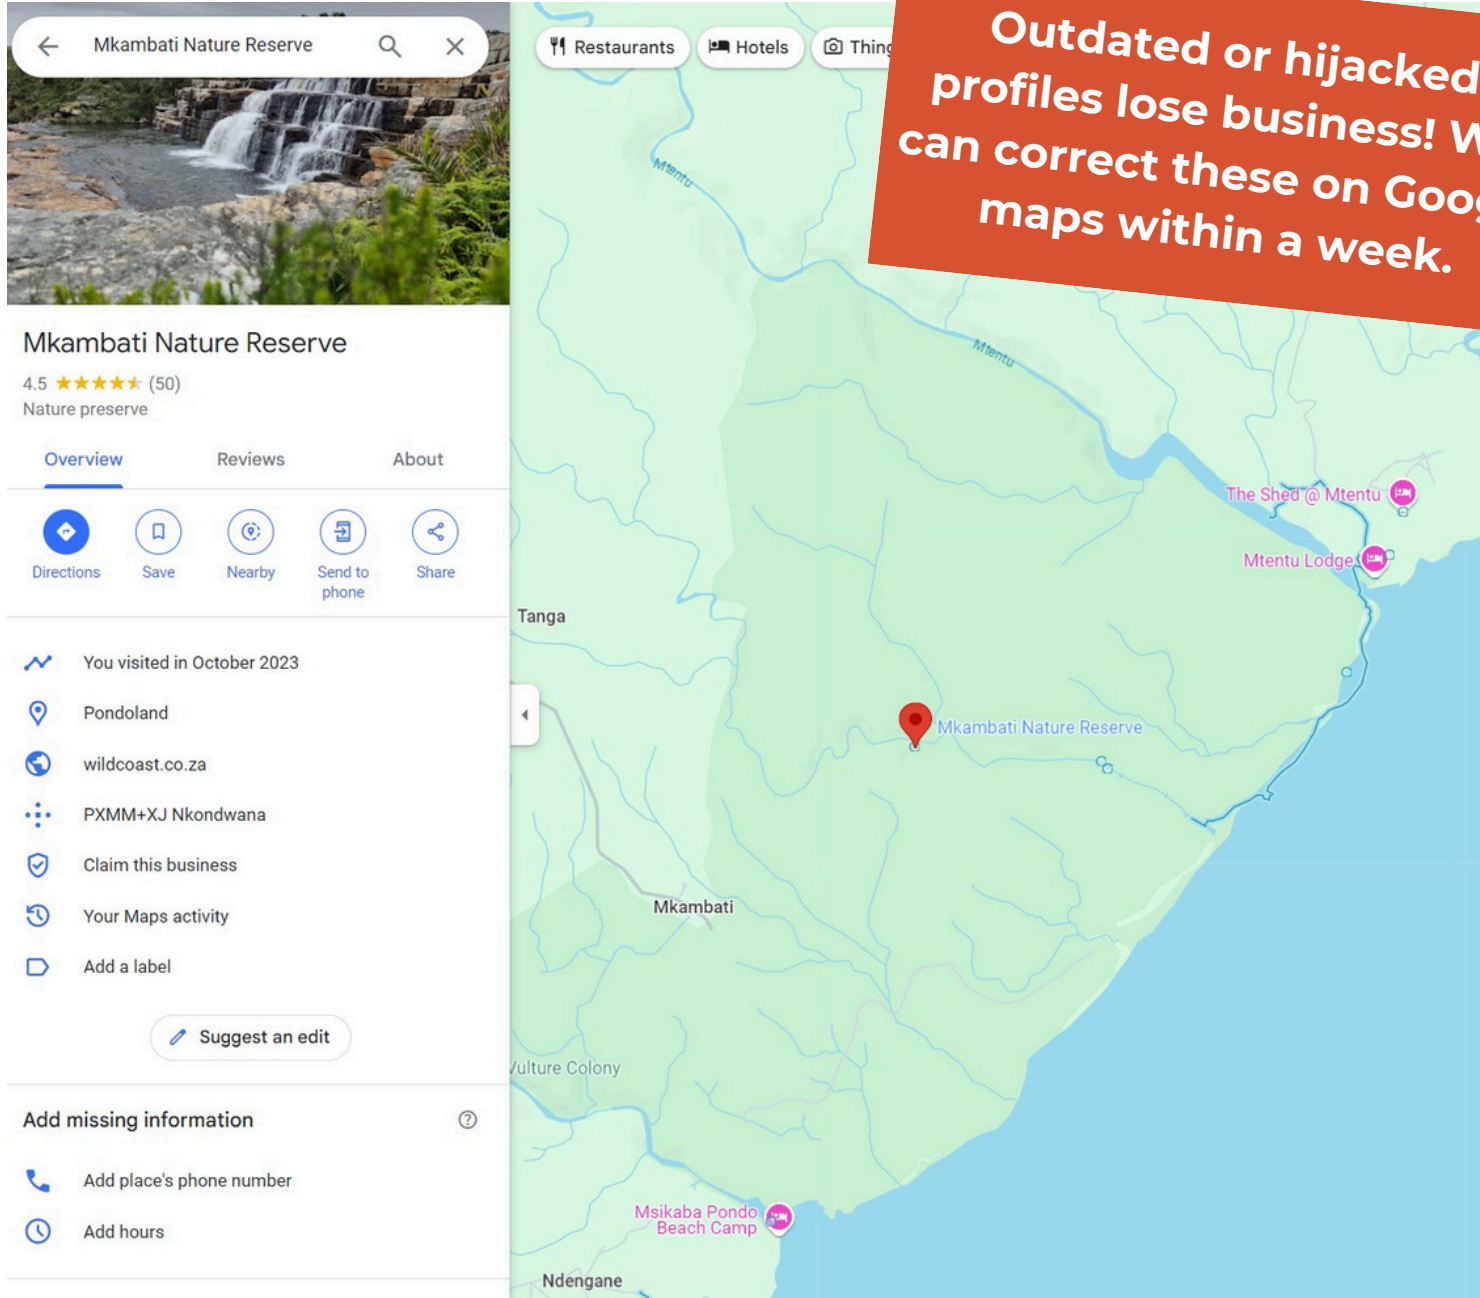 Mkambati Nature Reserve
Restaurants
Hotels
Outdated or hijacked
profiles lose business!
can correct these on
maps within a week.
Mkambati Nature Reserve
4.5 (50)
Nature preserve
Overview
Reviews
About
Directions
Save
Nearby
Send to
phone
Share
You visited in October 2023
Pondoland
wildcoast.co.za
PXMM+XJ Nkondwana
Claim this business
Your Maps activity
Add a label
Suggest an edit
Add missing information
Add place's phone number
Add hours
Mtentu
Mtentu
The Shed @ Mtentu
Mtentu Lodge
Tanga
Mkambati Nature Reserve
Mkambati
Vulture Colony
Msikaba Pondo
Beach Camp
Ndengane